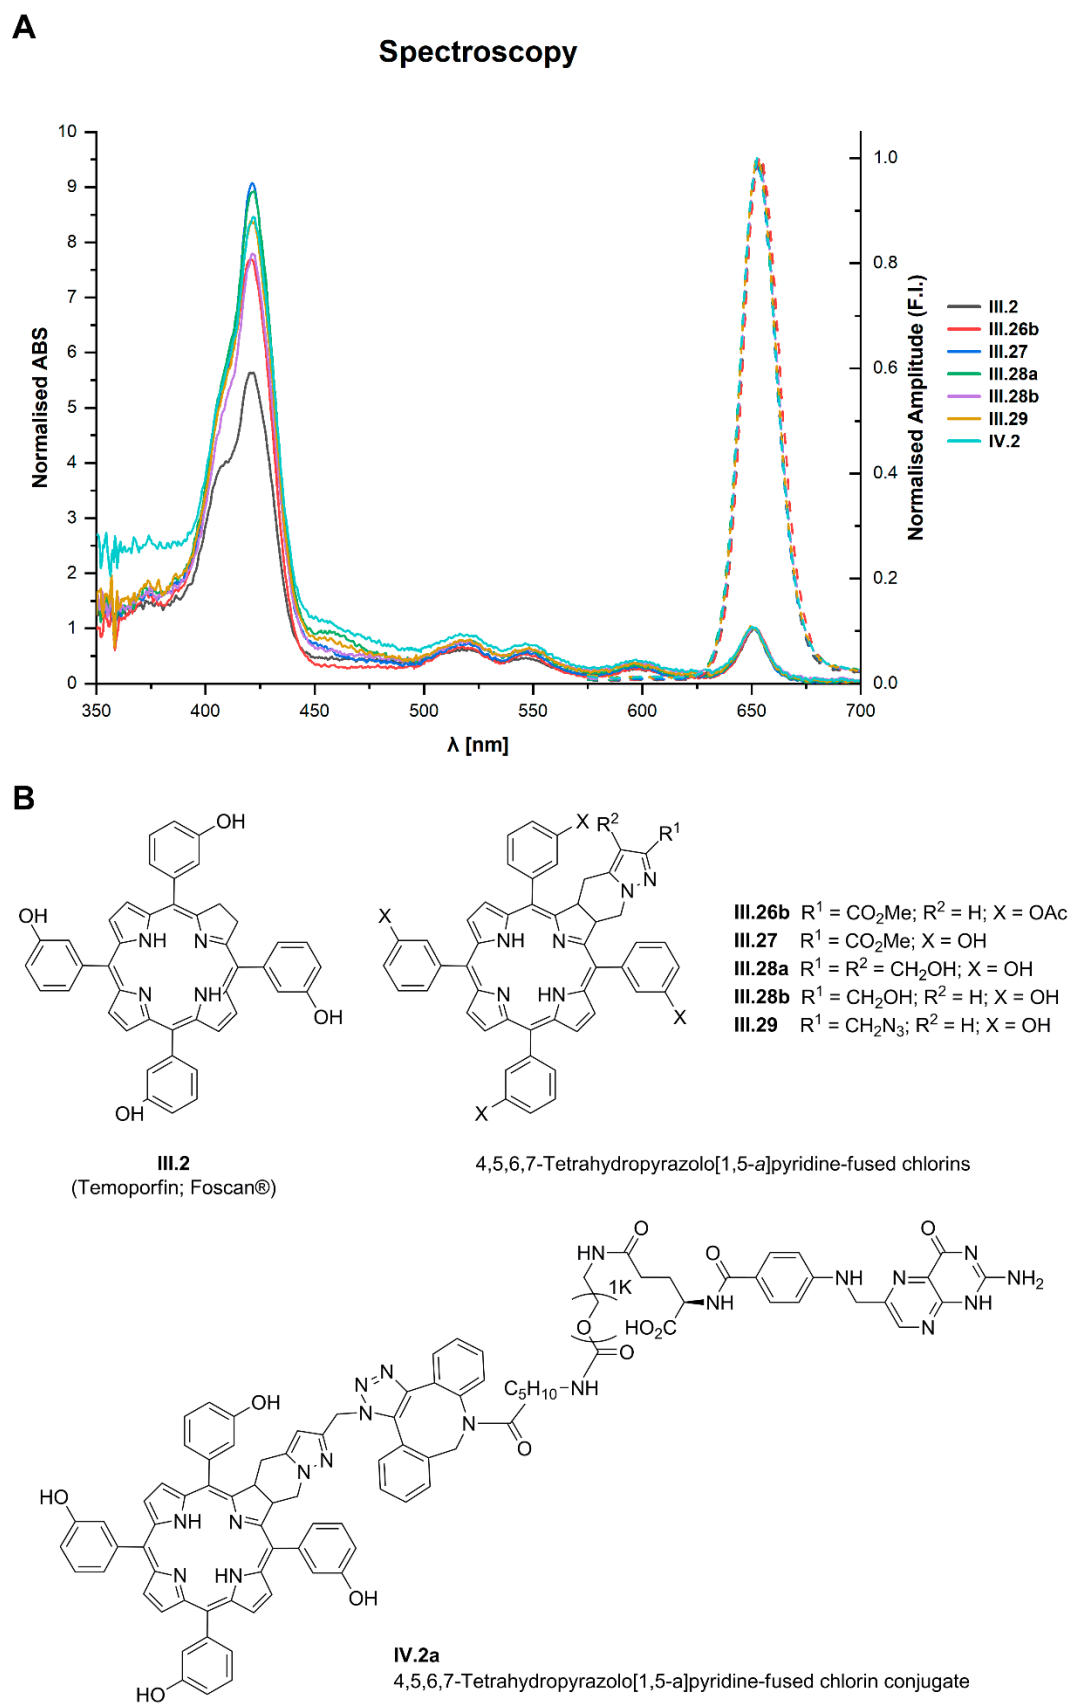 A
Spectroscopy
10
9
8
7
6
5
4
3
2
1
0
Normalised ABS
350
400
450
500
550
600
650
700
λ [nm]
1.0
0.8
0.6
0.4
0.2
0.0
Normalised Amplitude (F.I.)
III.2
III.26b
III.27
III.28a
III.28b
III.29
IV.2
B
OH
OH
NH
N
N
NH
OH
OH
III.2
(Temoporfin; Foscan®)
X
R²
R¹
X
N
N
NH
N
N
HN
X
X
4,5,6,7-Tetrahydropyrazolo[1,5-a]pyridine-fused chlorins
III.26b R¹ = CO₂Me; R² = H; X = OAc
III.27 R¹ = CO₂Me; X = OH
III.28a R¹ = R² = CH₂OH; X = OH
III.28b R¹ = CH₂OH; R² = H; X = OH
III.29 R¹ = CH₂N₃; R² = H; X = OH
HN
O
1K
O
HO₂C
NH
O
NH
N
N
O
N
NH
NH₂
O
C₅H₁₀
NH
O
N
N
N
N
OH
N
N
HO
NH
N
N
HN
OH
HO
IV.2a
4,5,6,7-Tetrahydropyrazolo[1,5-a]pyridine-fused chlorin conjugate